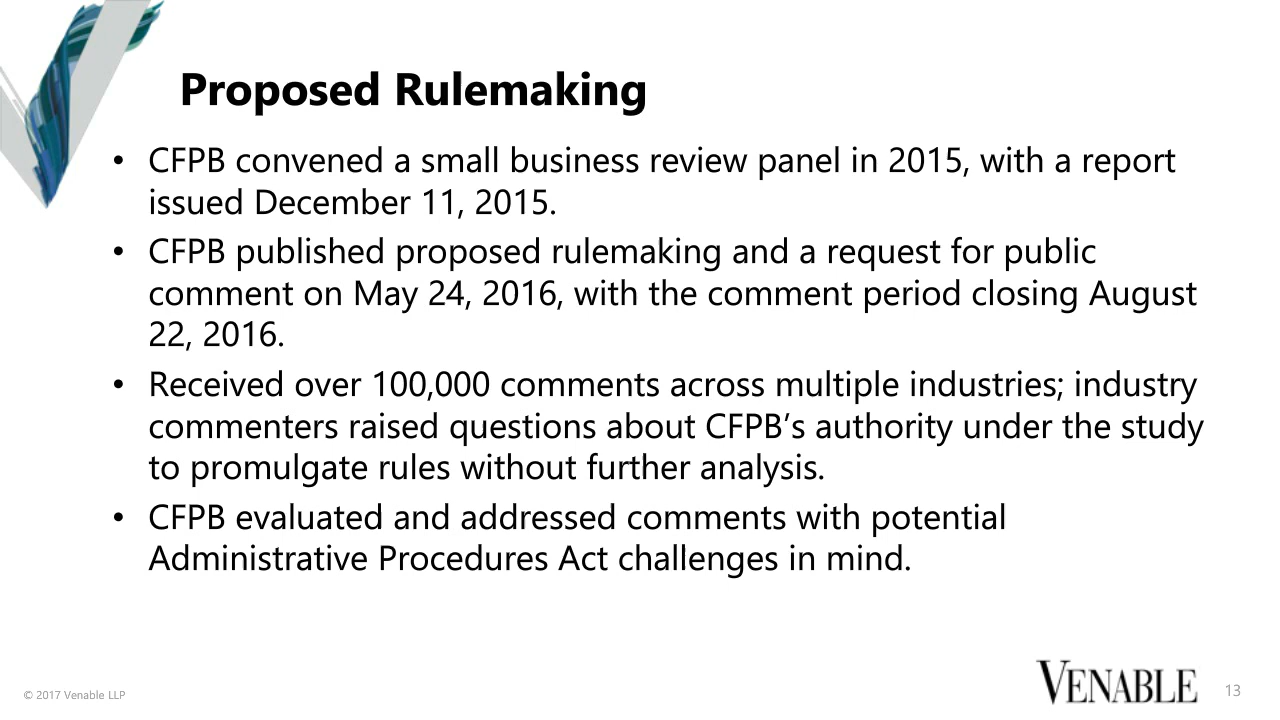 Proposed Rulemaking
• CFPB convened a small business review panel in 2015, with a report
issued December 11, 2015.
• CFPB published proposed rulemaking and a request for public
comment on May 24, 2016, with the comment period closing August
22, 2016.
• Received over 100,000 comments across multiple industries; industry
commenters raised questions about CFPB’s authority under the study
to promulgate rules without further analysis.
• CFPB evaluated and addressed comments with potential
Administrative Procedures Act challenges in mind.
© 2017 Venable LLP
VENABLE
13